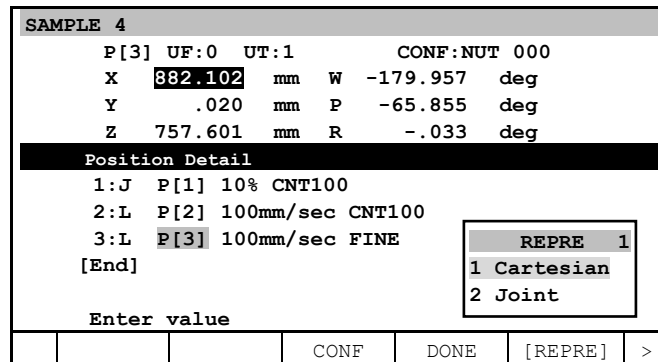 SAMPLE 4
P[3] UF:0 UT:1 CONF:NUT 000
X 882.102 mm W -179.957 deg
Y .020 mm P -65.855 deg
Z 757.601 mm R -.033 deg
Position Detail
1:J P[1] 10% CNT100
2:L P[2] 100mm/sec CNT100
3:L P[3] 100mm/sec FINE
[End]
REPRE 1
1 Cartesian
2 Joint
Enter value
CONF DONE [REPRE] >